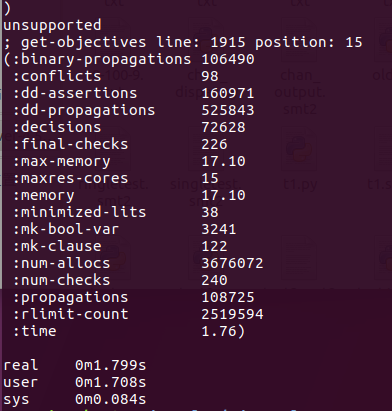 )
unsupported
; get-objectives line: 1915 position: 15
(:binary-propagations 106490
 :conflicts 98
 :dd-assertions 160971
 :dd-propagations 525843
 :decisions 72628
 :final-checks 226
 :max-memory 17.10
 :maxres-cores 15
 :memory 17.10
 :minimized-lits 38
 :mk-bool-var 3241
 :mk-clause 122
 :num-allocs 3676072
 :num-checks 240
 :propagations 108725
 :rlimit-count 2519594
 :time 1.76)
real 0m1.799s
user 0m1.708s
sys 0m0.084s